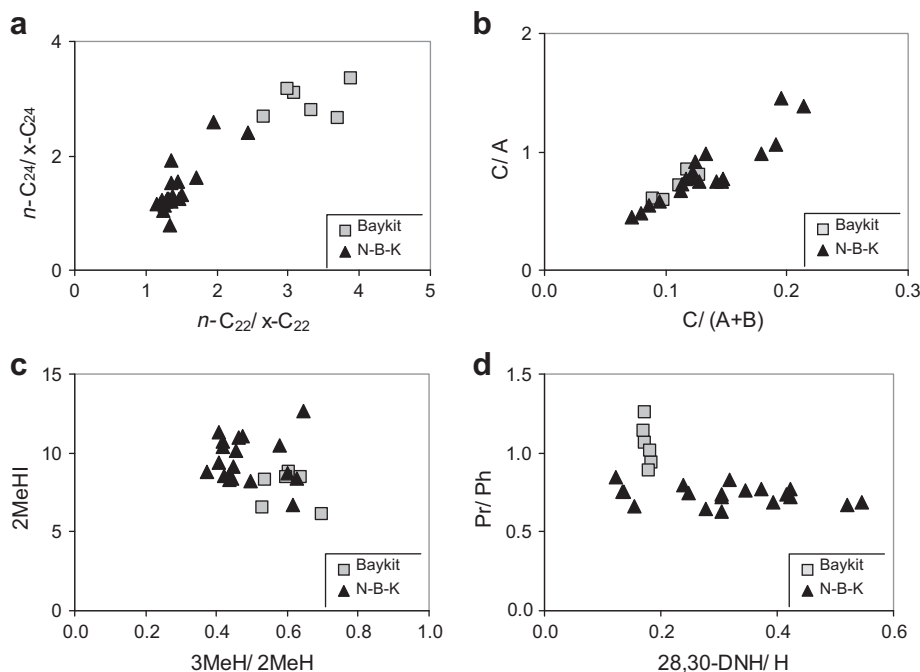 a
n-C24/ x-C24
4
2
0
0 1 2 3 4 5
n-C22/ x-C22
Baykit
N-B-K
b
C/ A
2
1
0
0.0 0.1 0.2 0.3
C/ (A+B)
Baykit
N-B-K
c
2MeHI
15
10
5
0
0.0 0.2 0.4 0.6 0.8 1.0
3MeH/ 2MeH
Baykit
N-B-K
d
Pr/ Ph
1.5
1.0
0.5
0.0
0.0 0.2 0.4 0.6
28,30-DNH/ H
Baykit
N-B-K